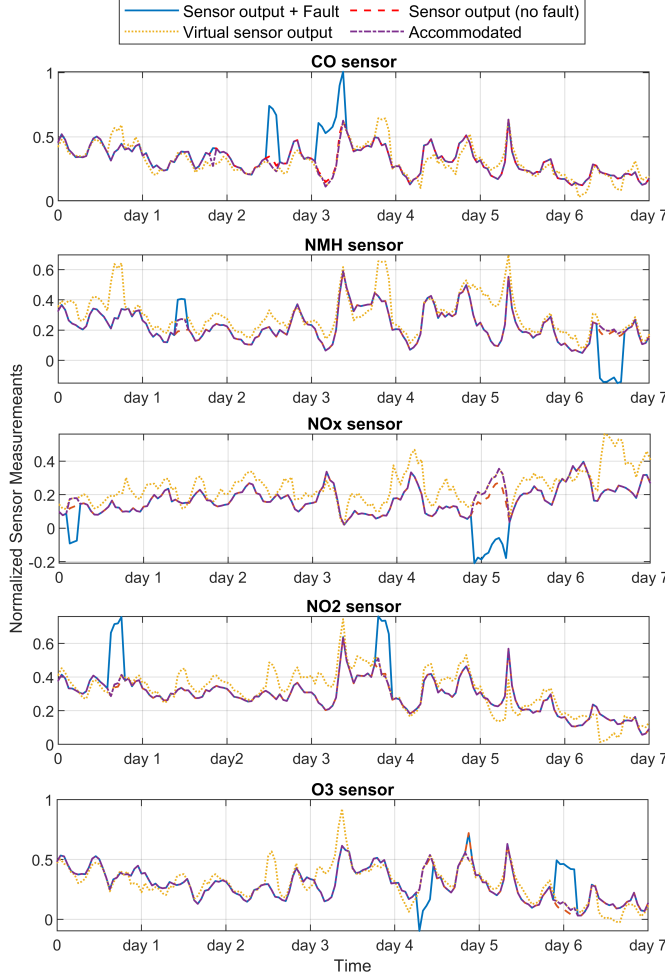 Sensor output + Fault
Sensor output (no fault)
Virtual sensor output
Accommodated
CO sensor
1
0.5
0
0
day 1
day 2
day 3
day 4
day 5
day 6
day 7
NMH sensor
0.6
0.4
0.2
0
0
day 1
day 2
day 3
day 4
day 5
day 6
day 7
Normalized Sensor Measuremeants
NOx sensor
0.4
0.2
0
-0.2
0
day 1
day 2
day 3
day 4
day 5
day 6
day 7
NO2 sensor
0.6
0.4
0.2
0
0
day 1
day2
day 3
day 4
day 5
day 6
day 7
O3 sensor
1
0.5
0
0
day 1
day 2
day 3
day 4
day 5
day 6
day 7
Time